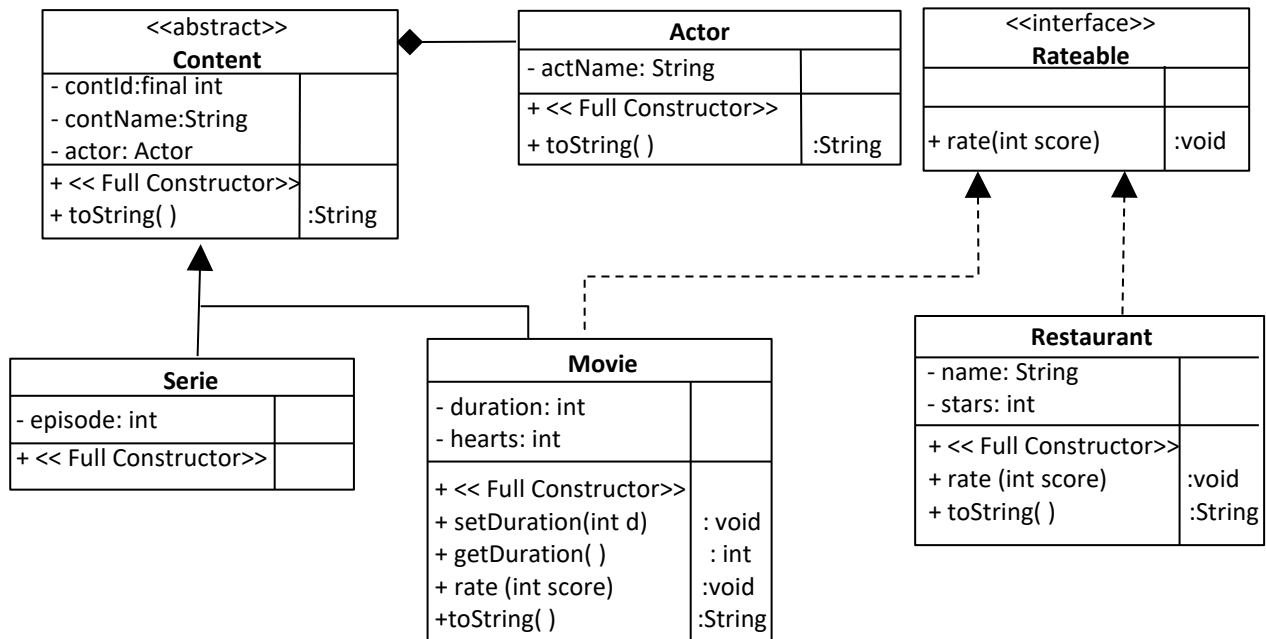 <<abstract>>
Content
- contId:final int
- contName:String
- actor: Actor
+ << Full Constructor>>
+ toString( ) :String
Actor
- actName: String
+ << Full Constructor>>
+ toString( ) :String
<<interface>>
Rateable
+ rate(int score) :void
Serie
- episode: int
+ << Full Constructor>>
Movie
- duration: int
- hearts: int
+ << Full Constructor>>
+ setDuration(int d) : void
+ getDuration( ) : int
+ rate (int score) :void
+toString( ) :String
Restaurant
- name: String
- stars: int
+ << Full Constructor>>
+ rate (int score) :void
+ toString( ) :String